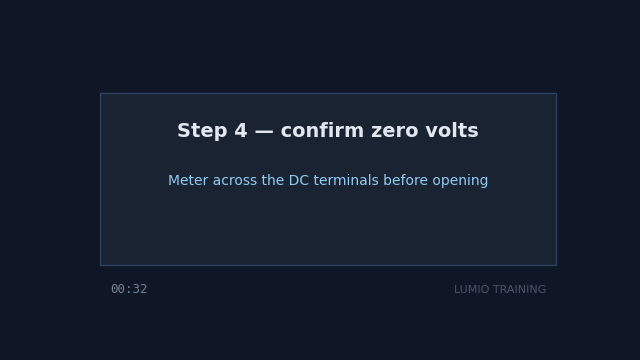 Step 4 — confirm zero volts
Meter across the DC terminals before opening
00:32
LUMIO TRAINING